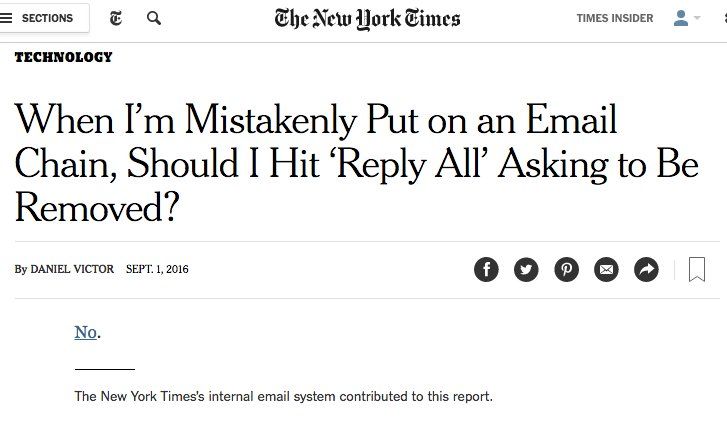 SECTIONS
The New York Times
TIMES INSIDER
TECHNOLOGY
When I’m Mistakenly Put on an Email
Chain, Should I Hit ‘Reply All’ Asking to Be
Removed?
By DANIEL VICTOR SEPT. 1, 2016
No.
The New York Times's internal email system contributed to this report.